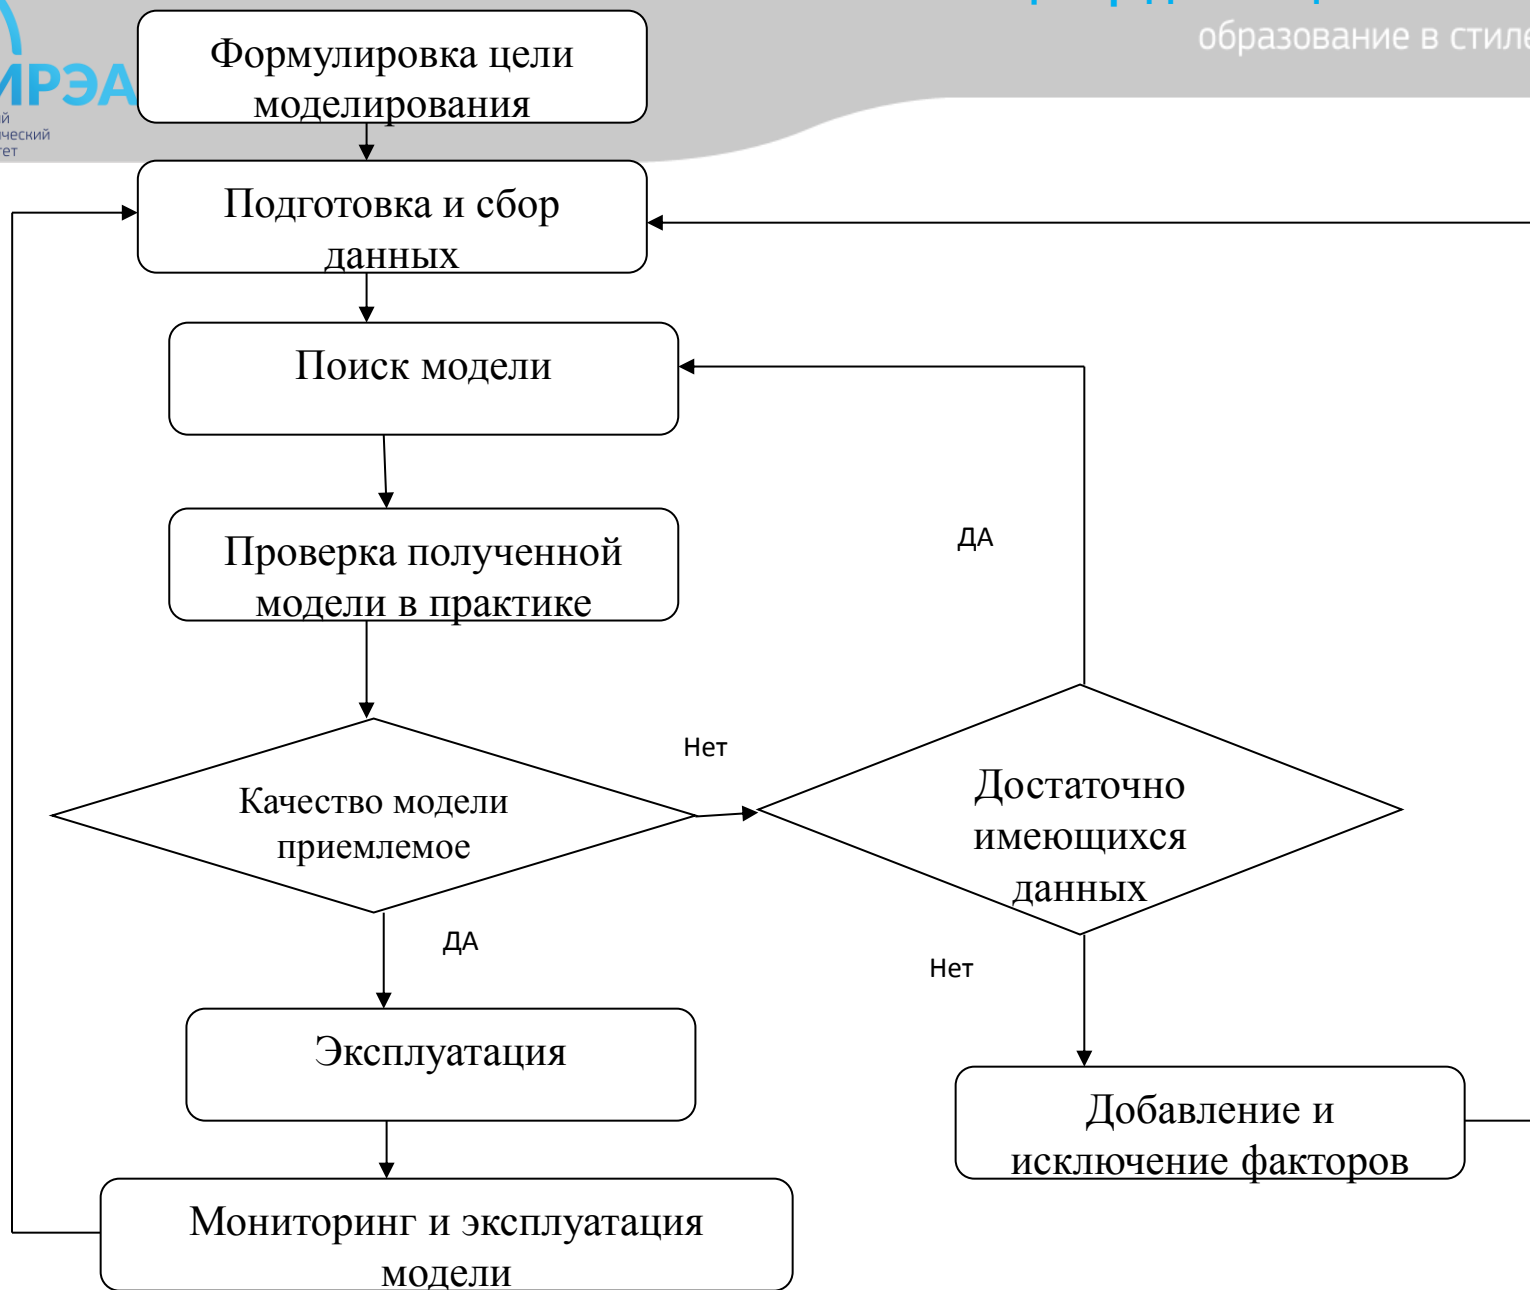 образование в стиле
ИРЭА
Формулировка цели
моделирования
Подготовка и сбор
данных
Поиск модели
Проверка полученной
модели в практике
ДА
Нет
Качество модели
приемлемое
Достаточно
имеющихся
данных
ДА
Нет
Эксплуатация
Добавление и
исключение факторов
Мониторинг и эксплуатация
модели